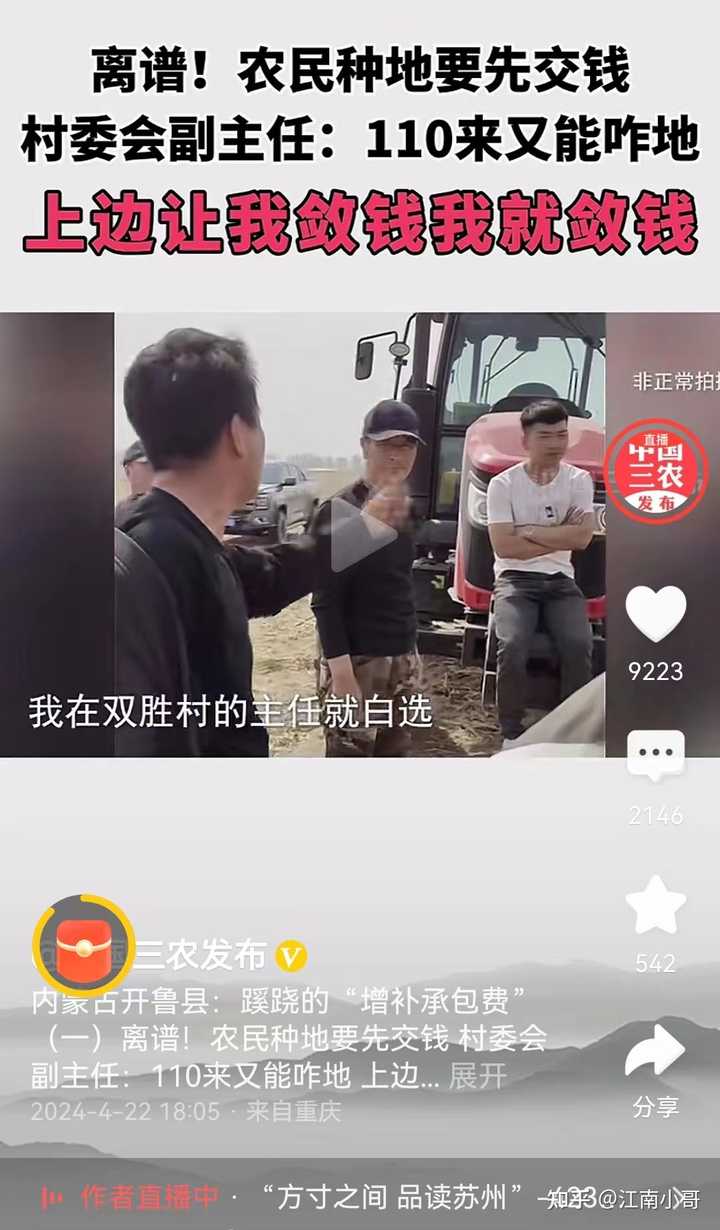 离谱！农民种地要先交钱
村委会副主任：110来又能咋地
上边让我敛钱我就敛钱
非正常拍
直播
中国
三农
发布
9223
我在双胜村的主任就白选
2146
542
三农发布
内蒙古开鲁县：蹊跷的“增补承包费”
（一）离谱！农民种地要先交钱 村委会
副主任：110来又能咋地 上边... 展开
2024-4-22 18:05 · 来自重庆
分享
作者直播中 · “方寸之间 品读苏州”
知乎 @江南小哥